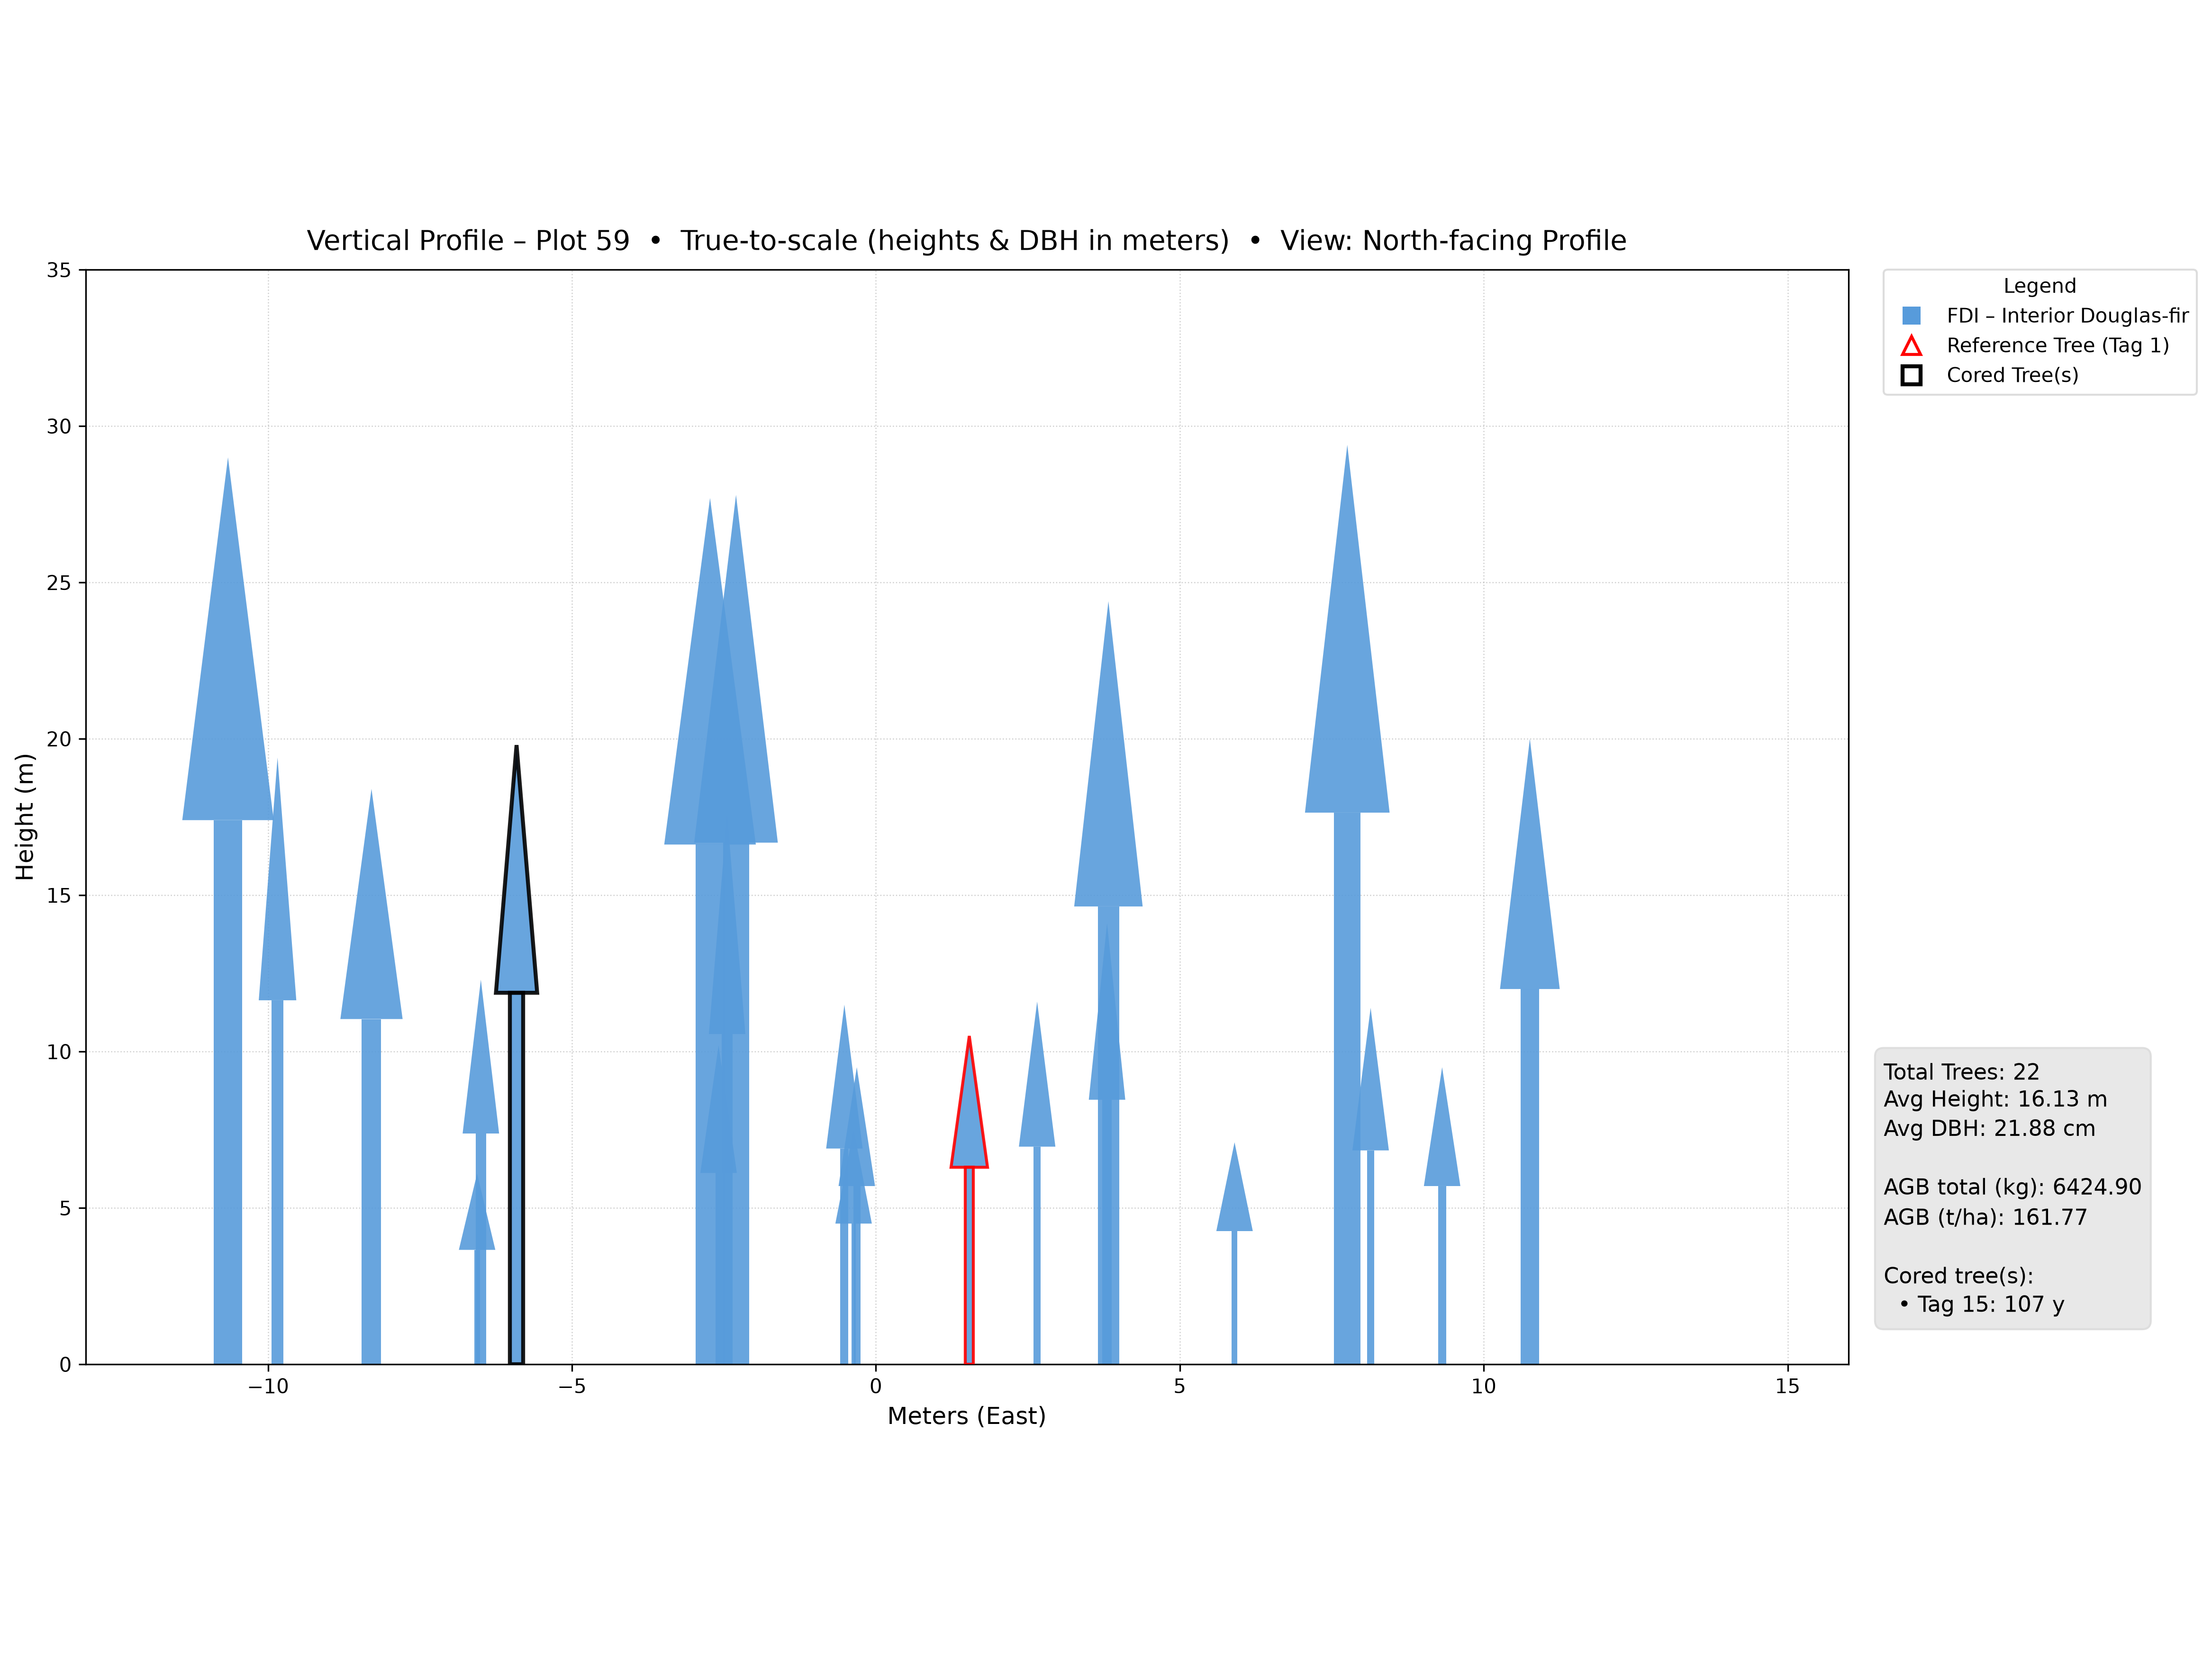 Vertical Profile – Plot 59 • True-to-scale (heights & DBH in meters) • View: North-facing Profile
35
30
25
20
15
10
5
0
Height (m)
−10
−5
0
5
10
15
Meters (East)
Legend
FDI – Interior Douglas-fir
Reference Tree (Tag 1)
Cored Tree(s)
Total Trees: 22
Avg Height: 16.13 m
Avg DBH: 21.88 cm
AGB total (kg): 6424.90
AGB (t/ha): 161.77
Cored tree(s):
• Tag 15: 107 y